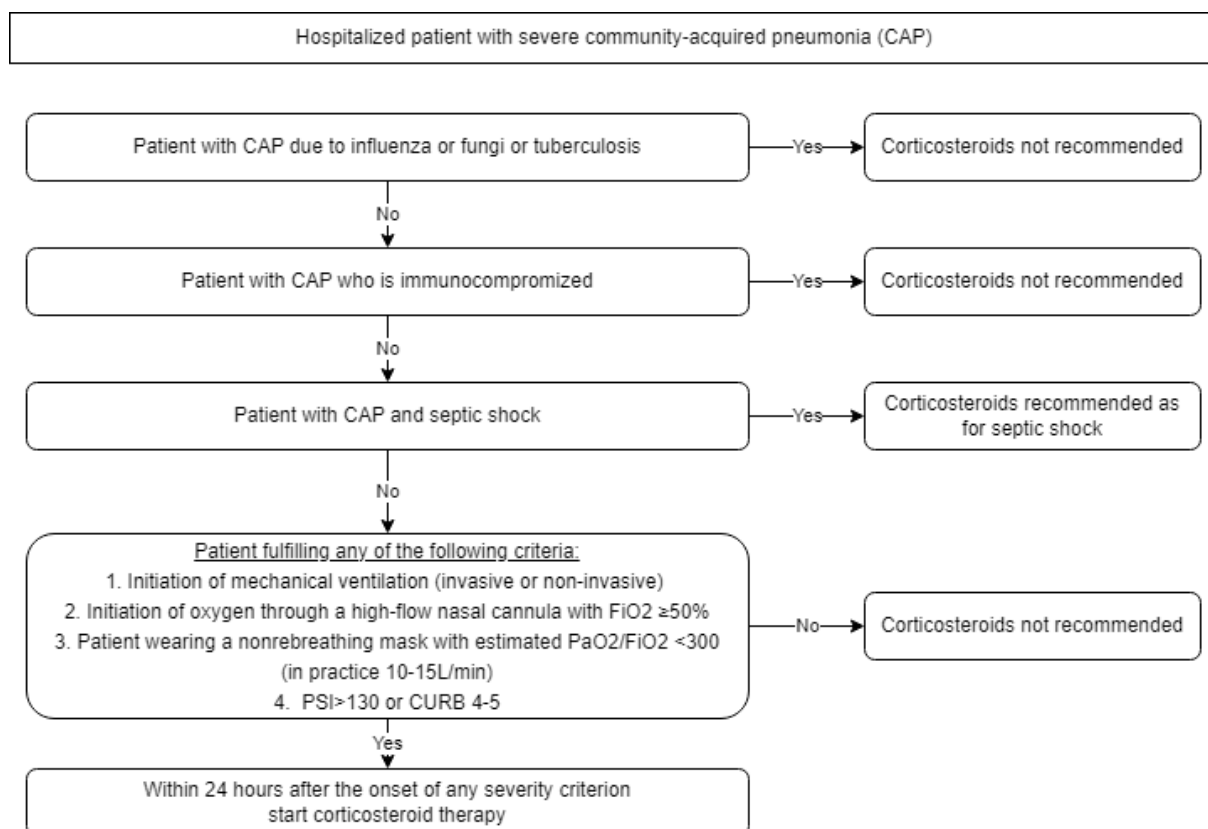 Hospitalized patient with severe community-acquired pneumonia (CAP)
Patient with CAP due to influenza or fungi or tuberculosis
Yes
Corticosteroids not recommended
No
Patient with CAP who is immunocompromized
Yes
Corticosteroids not recommended
No
Patient with CAP and septic shock
Yes
Corticosteroids recommended as
for septic shock
No
Patient fulfilling any of the following criteria:
1. Initiation of mechanical ventilation (invasive or non-invasive)
2. Initiation of oxygen through a high-flow nasal cannula with FiO2 ≥50%
3. Patient wearing a nonrebreathing mask with estimated PaO2/FiO2 <300
(in practice 10-15L/min)
4. PSI>130 or CURB 4-5
No
Corticosteroids not recommended
Yes
Within 24 hours after the onset of any severity criterion
start corticosteroid therapy